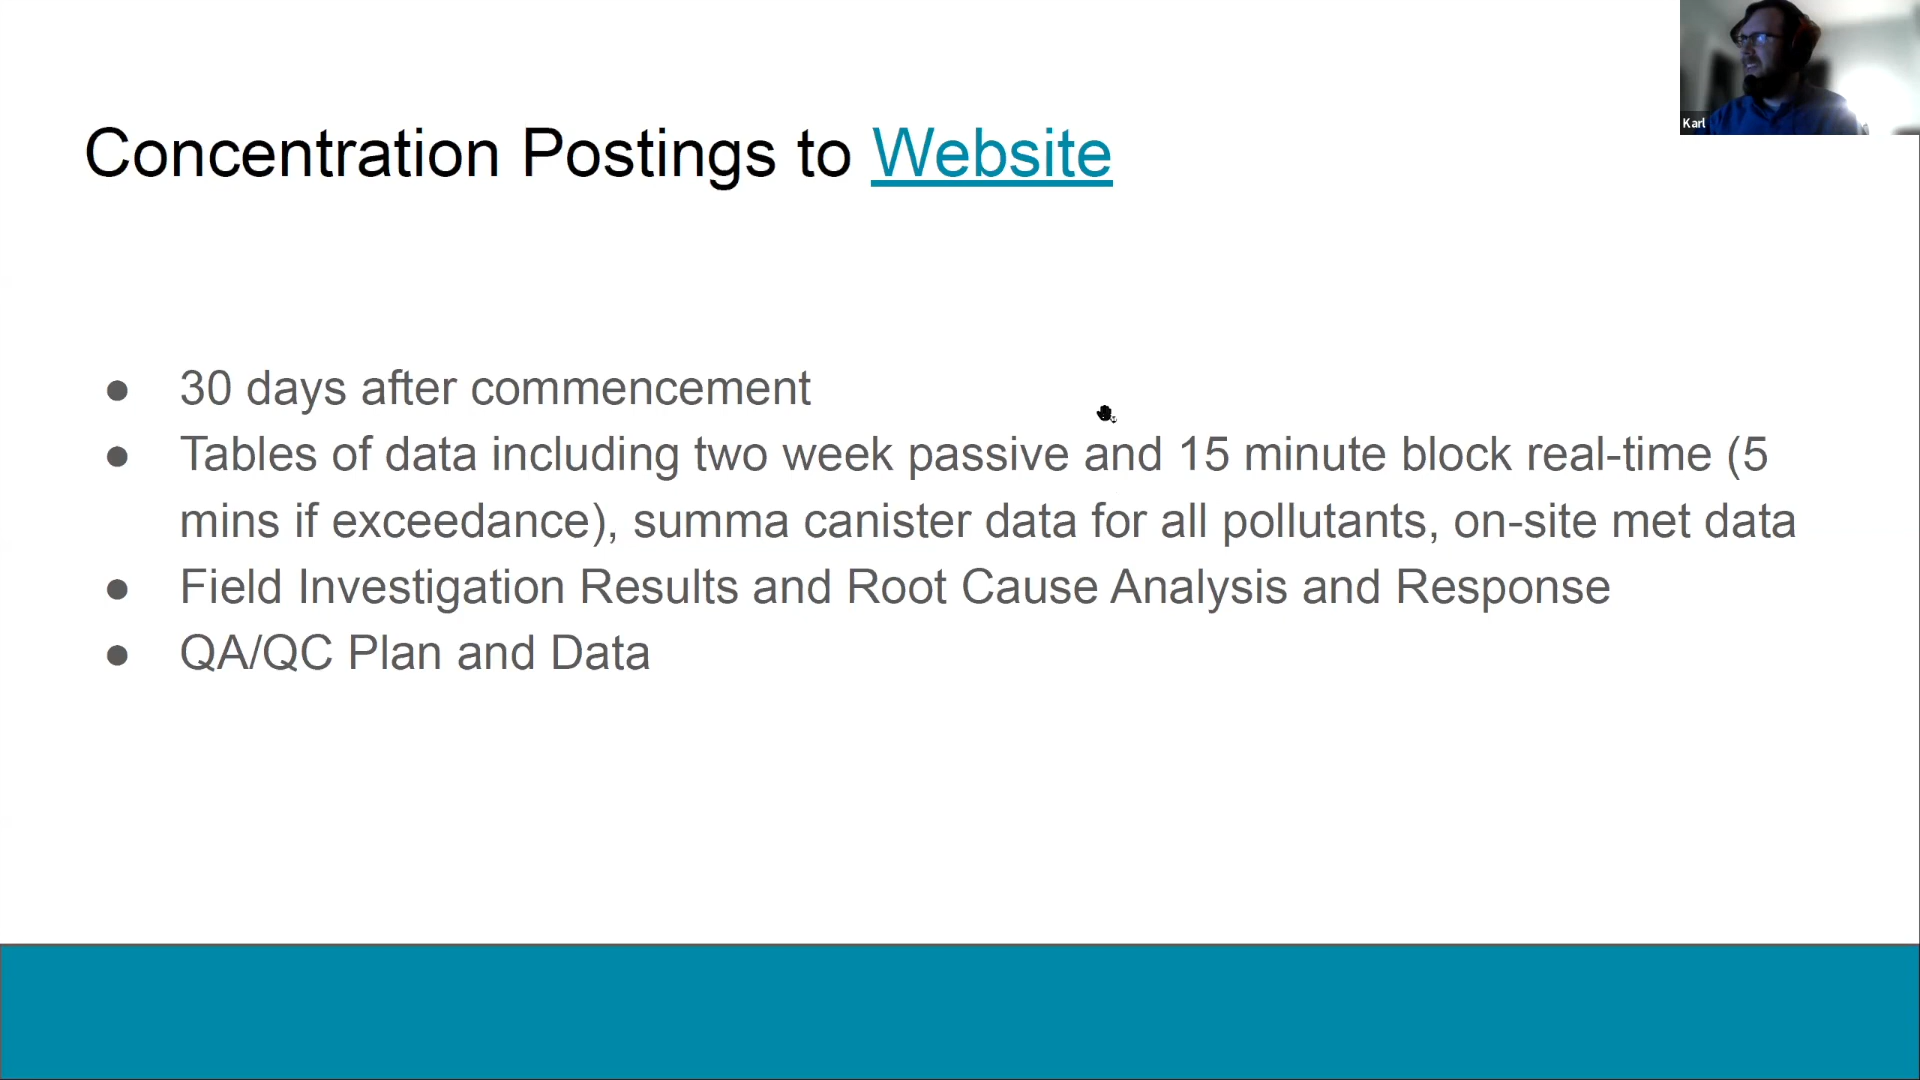 Karl
Concentration Postings to Website
● 30 days after commencement
● Tables of data including two week passive and 15 minute block real-time (5
mins if exceedance), summa canister data for all pollutants, on-site met data
● Field Investigation Results and Root Cause Analysis and Response
● QA/QC Plan and Data